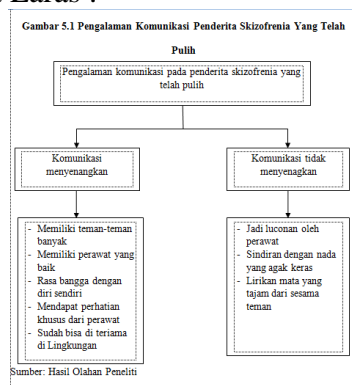 Gambar 5.1 Pengalaman Komunikasi Penderita Skizofrenia Yang Telah
Pulih
Pengalaman komunikasi pada penderita skizofrenia yang
telah pulih
Komunikasi
menyenangkan
Komunikasi tidak
menyenagkan
- Memiliki teman-teman
banyak
- Memiliki perawat yang
baik
- Rasa bangga dengan
diri sendiri
- Mendapat perhatian
khusus dari perawat
- Sudah bisa di teriama
di Lingkungan
- Jadi luconan oleh
perawat
- Sindiran dengan nada
yang agak keras
- Lirikan mata yang
tajam dari sesama
teman
Sumber: Hasil Olahan Peneliti